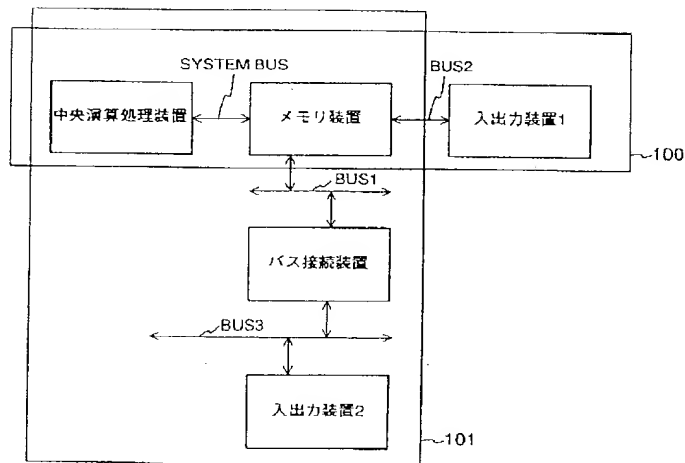 SYSTEM BUS
BUS2
中央演算処理装置
メモリ装置
入出力装置1
100
BUS1
バス接続装置
BUS3
入出力装置2
101